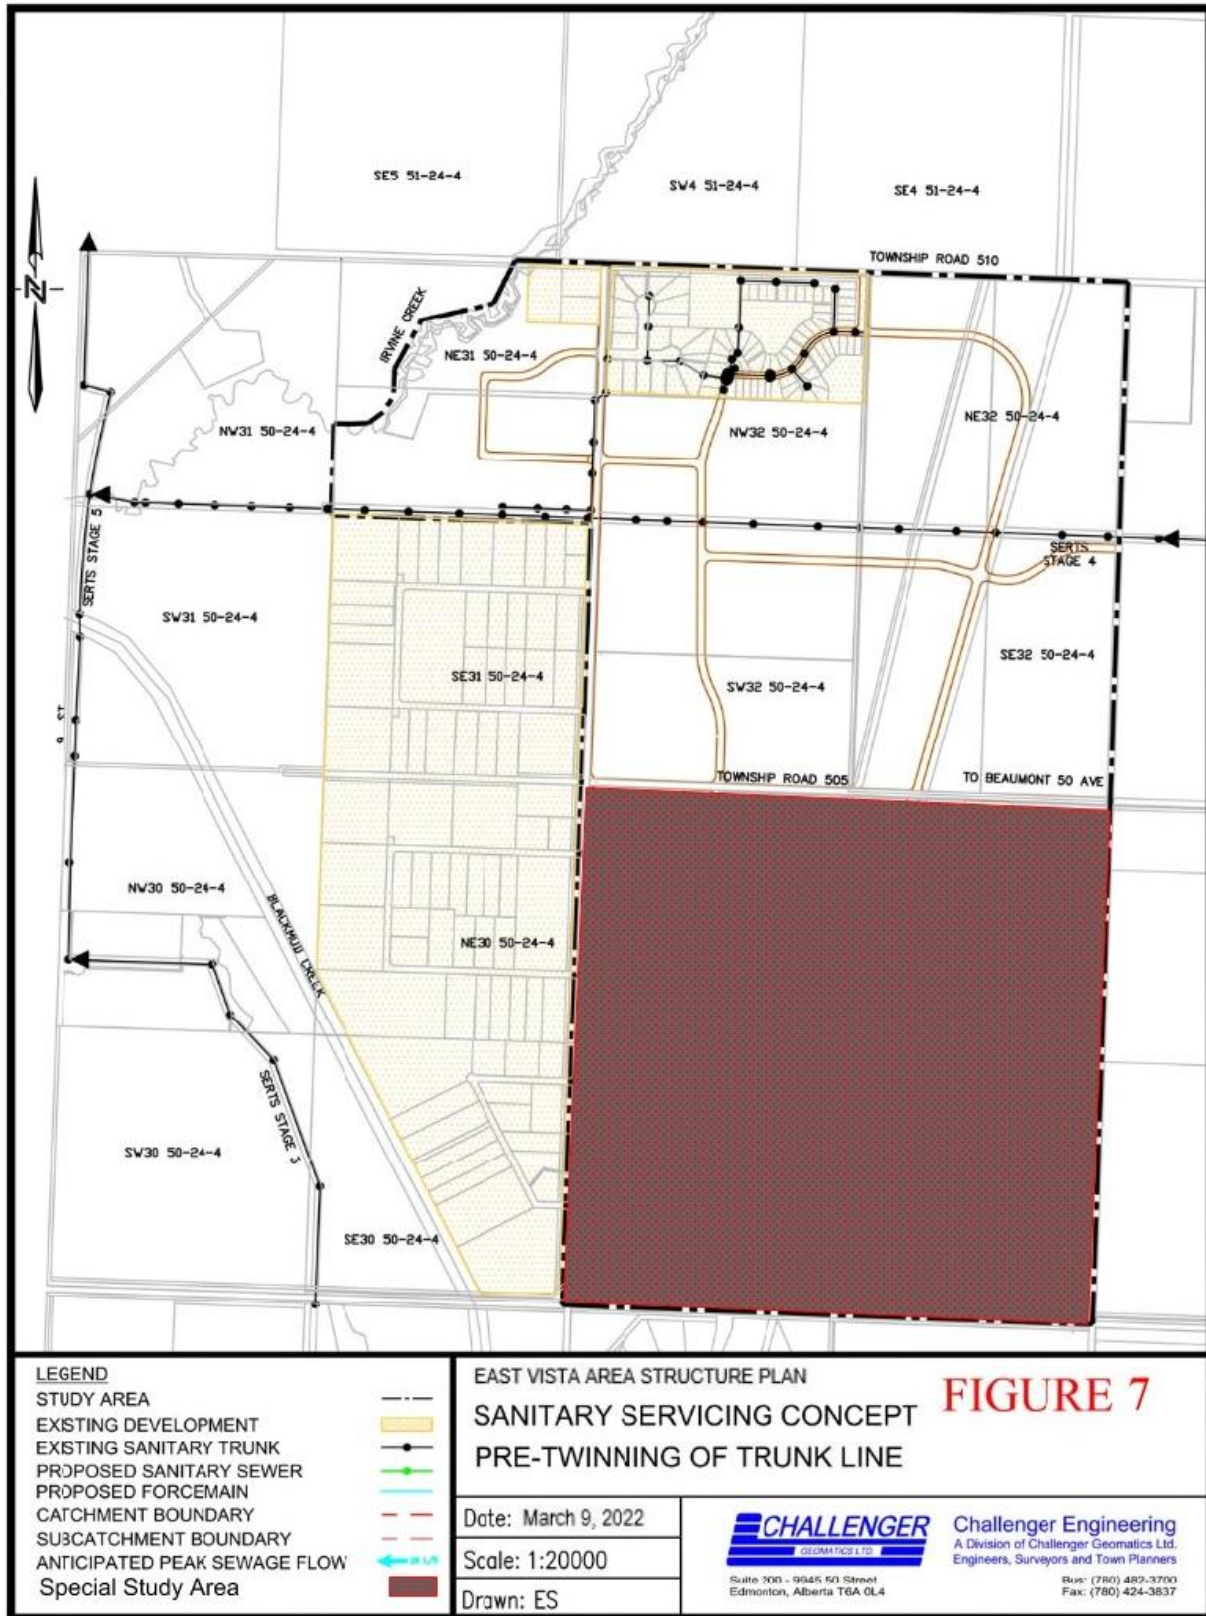 SE5 51-24-4
SW4 51-24-4
SE4 51-24-4
TOWNSHIP ROAD 510
N
IRVINE CREEK
NE31 50-24-4
NW31 50-24-4
NW32 50-24-4
NE32 50-24-4
SERTS STAGE 5
SERTS
STAGE 4
SW31 50-24-4
SE31 50-24-4
SE32 50-24-4
SW32 50-24-4
9 ST
TOWNSHIP ROAD 505
TO BEAUMONT 50 AVE
NW30 50-24-4
BLACKMUD CREEK
NE30 50-24-4
SERTS STAGE 3
SW30 50-24-4
SE30 50-24-4
LEGEND
STUDY AREA
EXISTING DEVELOPMENT
EXISTING SANITARY TRUNK
PROPOSED SANITARY SEWER
PROPOSED FORCEMAIN
CATCHMENT BOUNDARY
SUBCATCHMENT BOUNDARY
ANTICIPATED PEAK SEWAGE FLOW
Special Study Area
EAST VISTA AREA STRUCTURE PLAN
FIGURE 7
SANITARY SERVICING CONCEPT
PRE-TWINNING OF TRUNK LINE
Date: March 9, 2022
Scale: 1:20000
Drawn: ES
CHALLENGER
GEOMATICS LTD.
Suite 200 - 9945 50 Street
Edmonton, Alberta T6A 0L4
Challenger Engineering
A Division of Challenger Geomatics Ltd.
Engineers, Surveyors and Town Planners
Bus: (780) 482-3700
Fax: (780) 424-3837